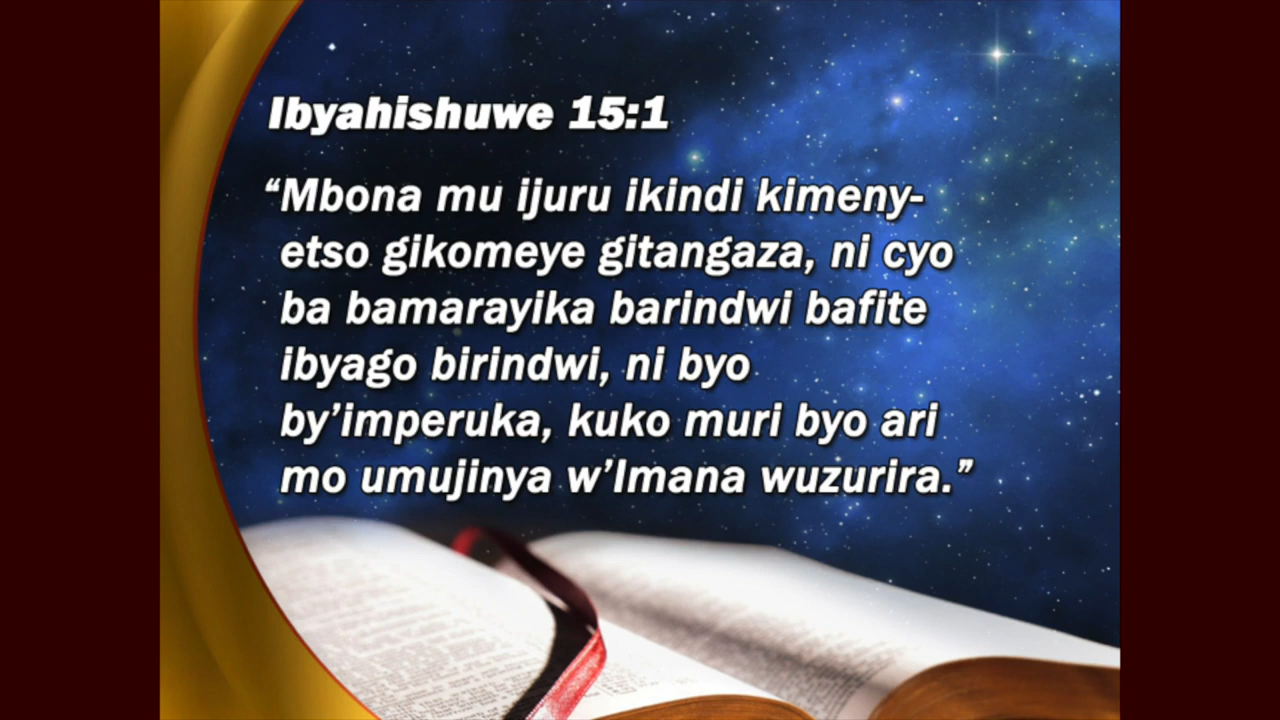 Ibyahishuwe 15:1
“Mbona mu ijuru ikindi kimeny-
etso gikomeye gitangaza, ni cyo
ba bamarayika barindwi bafite
ibyago birindwi, ni byo
by’imperuka, kuko muri byo ari
mo umujinya w’Imana wuzurira.”